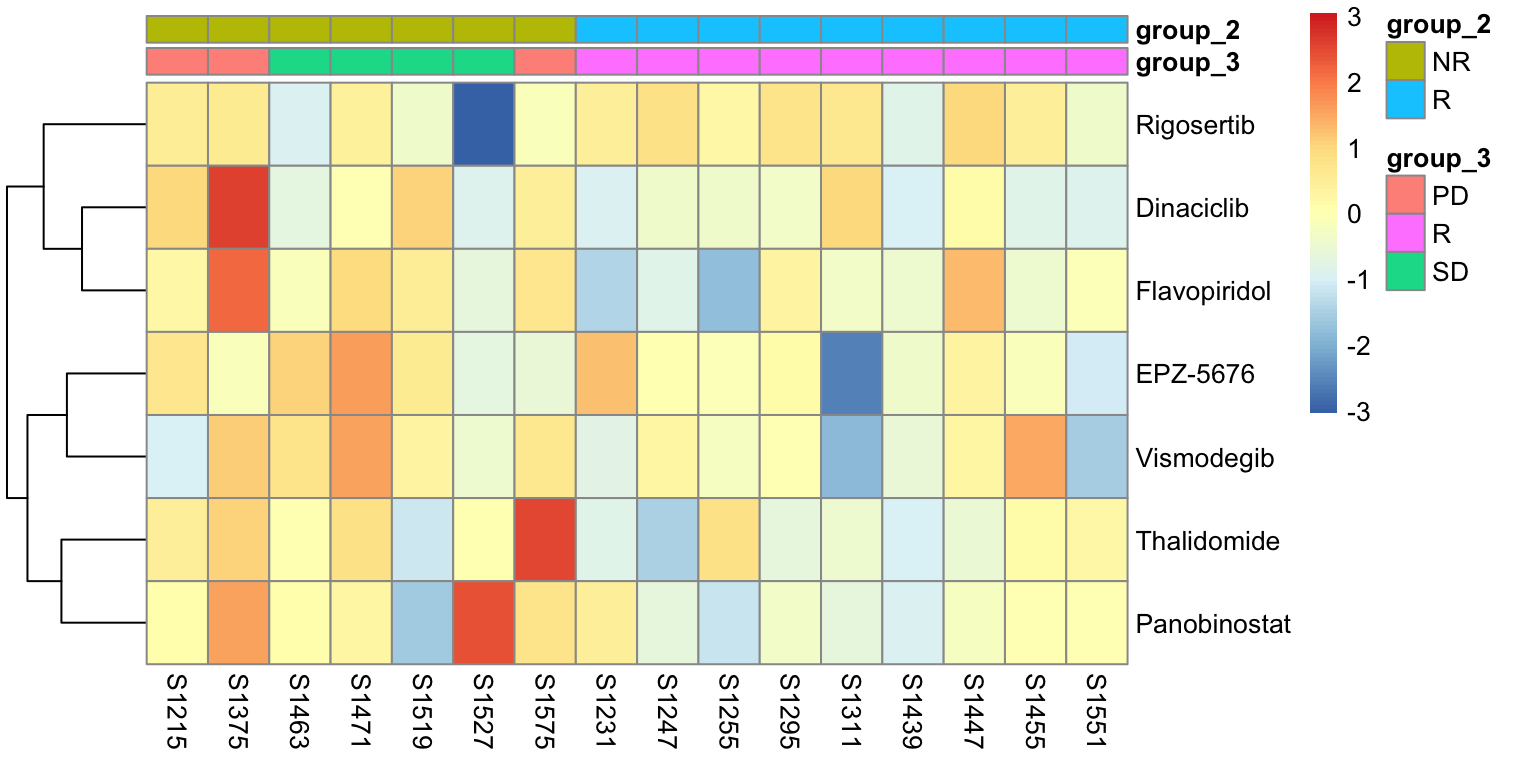 group_2
group_3
Rigosertib
Dinaciclib
Flavopiridol
EPZ-5676
Vismodegib
Thalidomide
Panobinostat
S1215
S1375
S1463
S1471
S1519
S1527
S1575
S1231
S1247
S1255
S1295
S1311
S1439
S1447
S1455
S1551
3
2
1
0
-1
-2
-3
group_2
NR
R
group_3
PD
R
SD